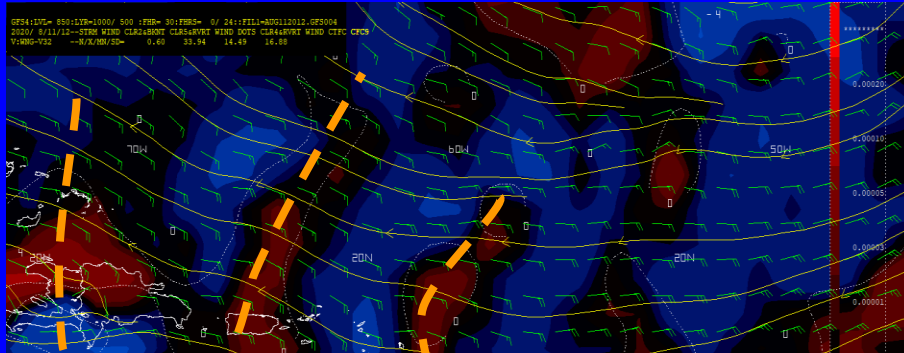 GFS4:LVL= 850:LYR=1000/ 500 :FHR= 30:FHRS=  0/ 24::FIL1=AUG112012.GFS004
2020/ 8/11/12--STRM WIND CLR2&BKNT CLR5&RVRT WIND DOTS CLR4&RVRT WIND CTFC CFC9
V:WNG-V32   --N/X/MN/SD=     0.60   33.94   14.49   16.88
- 4
**********
0.00020
0.00010
70W
60W
50W
0.00005
0.00003
4 20N
20N
20N
0.00001